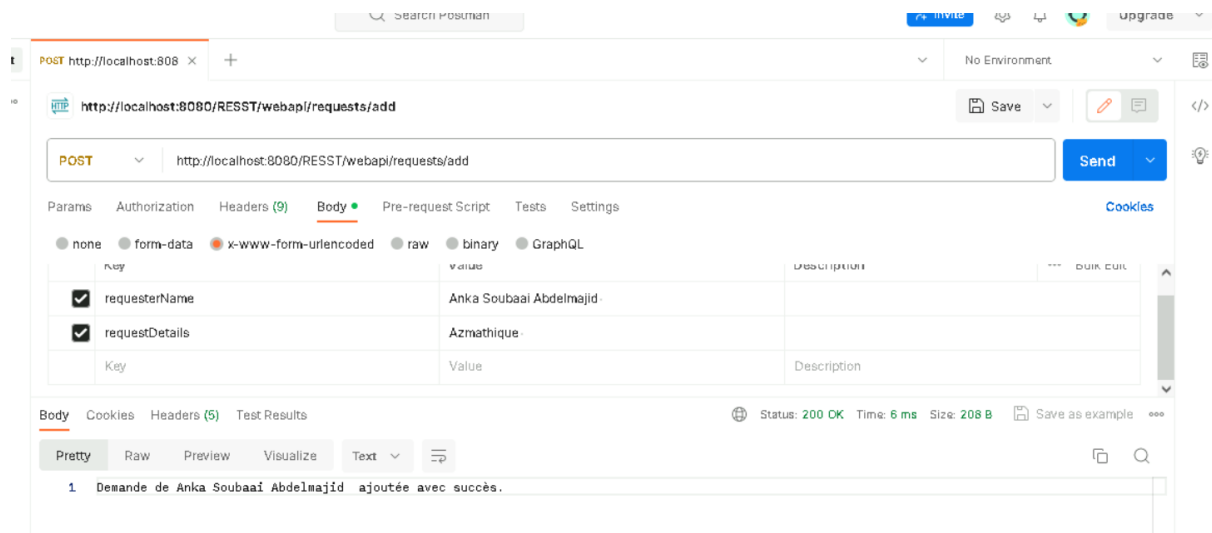 Search Postman
Invite
Upgrade
POST http://localhost:808
No Environment
HTTP http://localhost:8080/RESST/webapi/requests/add
Save
POST http://localhost:8080/RESST/webapi/requests/add
Send
Params Authorization Headers (9) Body Pre-request Script Tests Settings
Cookies
none form-data x-www-form-urlencoded raw binary GraphQL
Key Value Description Bulk Edit
requesterName Anka Soubaai Abdelmajid
requestDetails Azmathique
Key Value Description
Body Cookies Headers (5) Test Results
Status: 200 OK Time: 6 ms Size: 208 B Save as example
Pretty Raw Preview Visualize Text
1 Demande de Anka Soubaai Abdelmajid ajoutée avec succès.